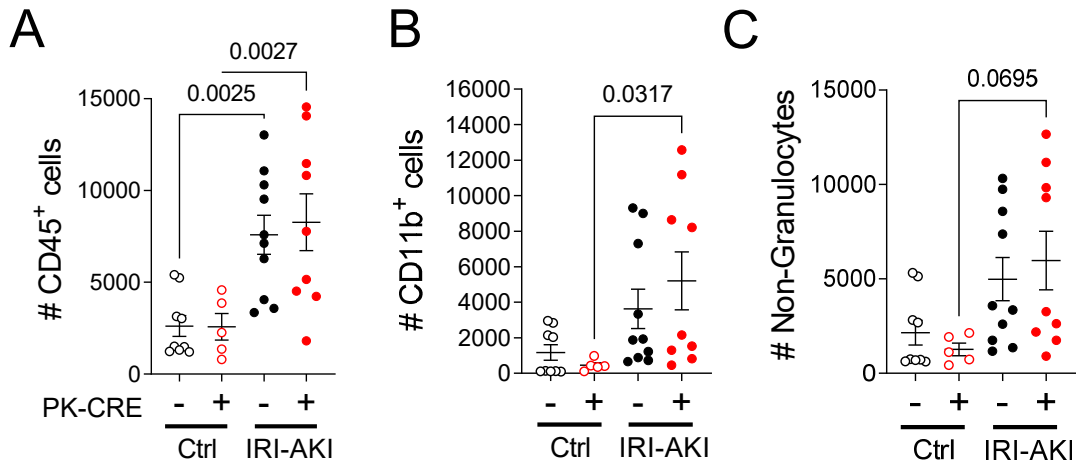 A
# CD45+ cells
15000
10000
5000
0
0.0025
0.0027
PK-CRE - + - +
Ctrl IRI-AKI
B
# CD11b+ cells
16000
14000
12000
10000
8000
6000
4000
2000
0
0.0317
- + - +
Ctrl IRI-AKI
C
# Non-Granulocytes
15000
10000
5000
0
0.0695
- + - +
Ctrl IRI-AKI